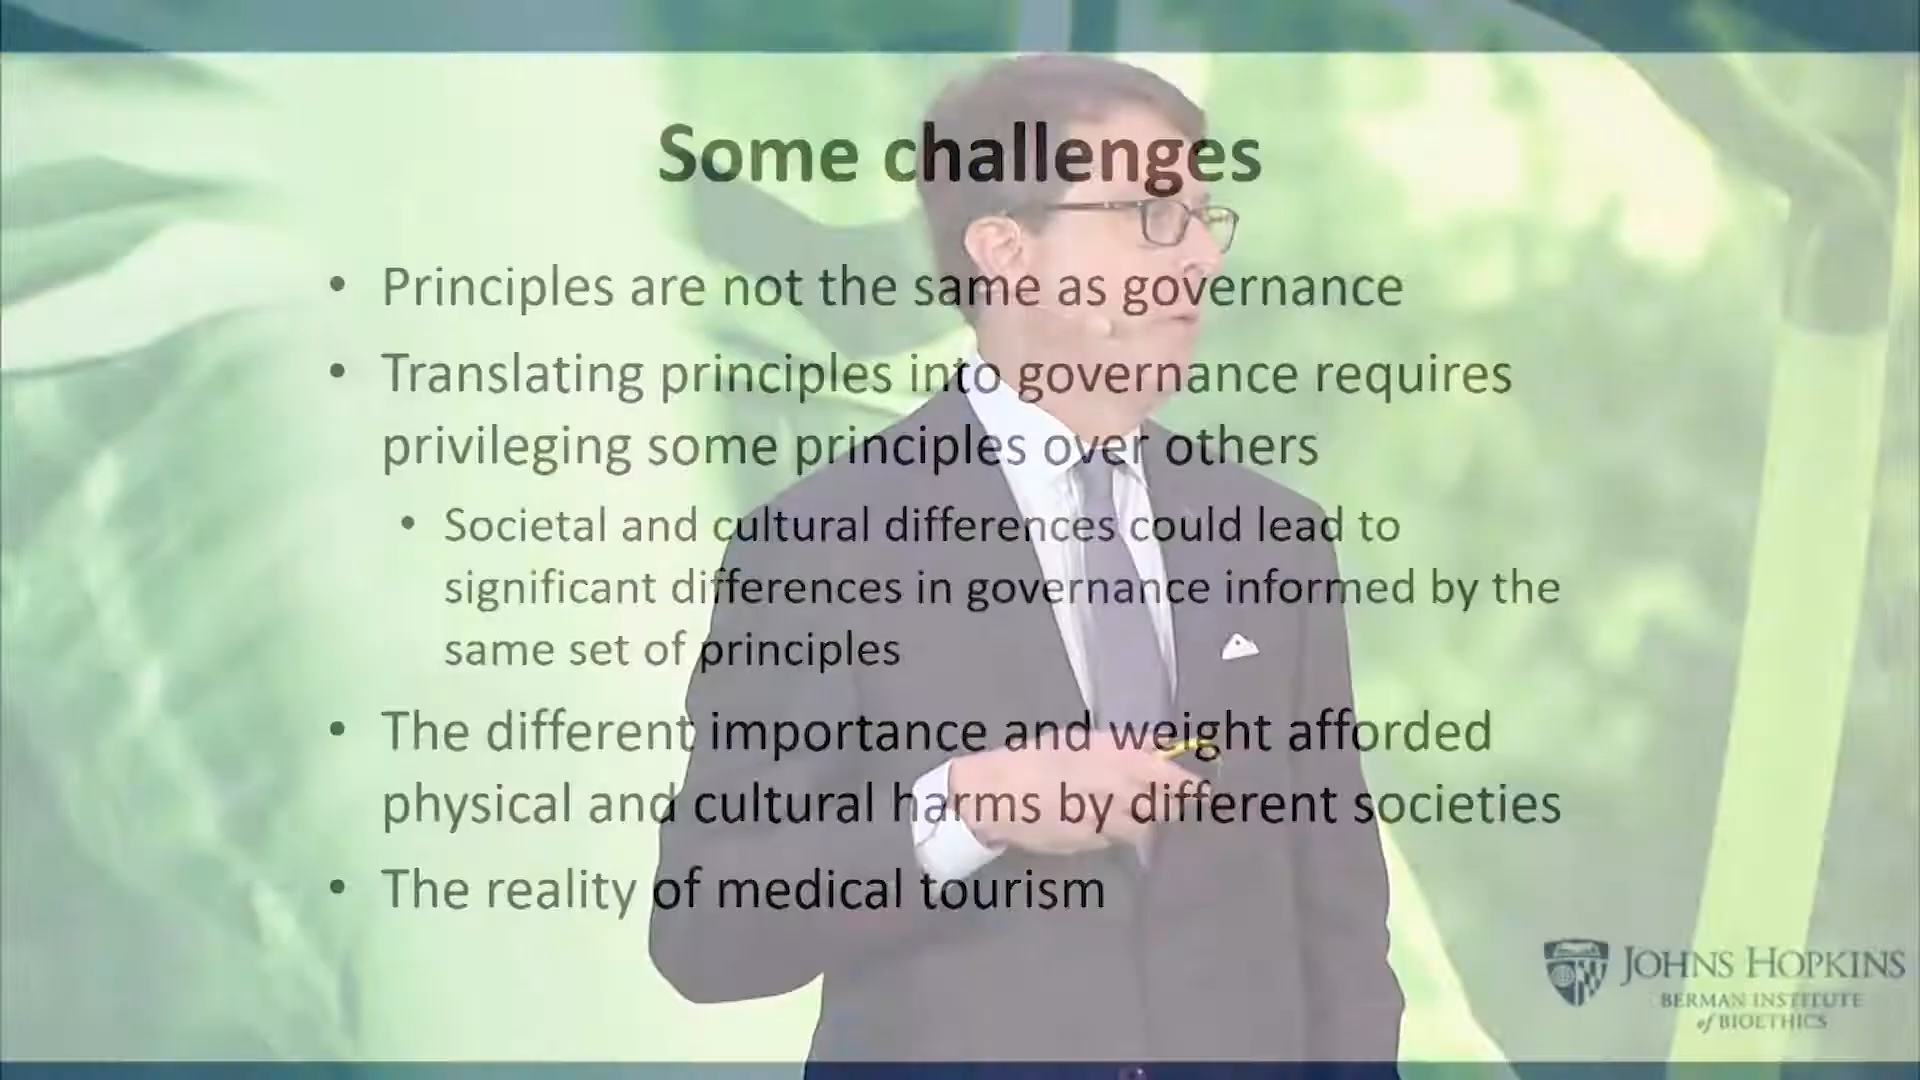 Some challenges
• Principles are not the same as governance
• Translating principles into governance requires
privileging some principles over others
• Societal and cultural differences could lead to
significant differences in governance informed by the
same set of principles
• The different importance and weight afforded
physical and cultural harms by different societies
• The reality of medical tourism
JOHNS HOPKINS
BERMAN INSTITUTE
of BIOETHICS